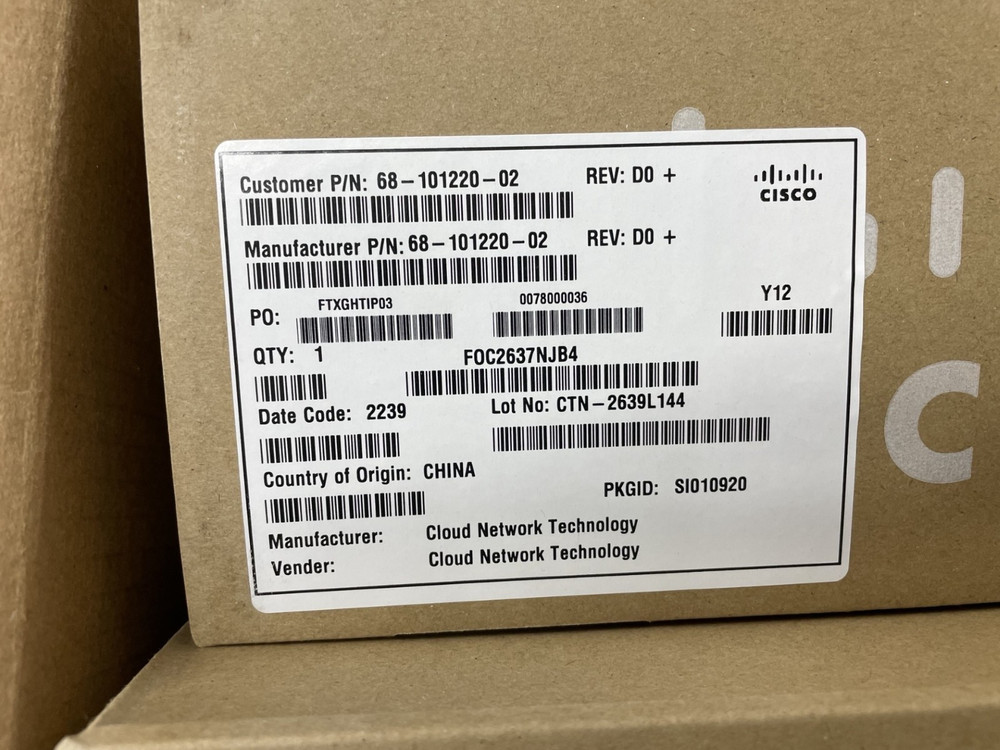 Customer P/N: 68-101220-02 REV: D0 +
CISCO
Manufacturer P/N: 68-101220-02 REV: D0 +
PO: FTXGHTIP03 0078000036 Y12
QTY: 1 FOC2637NJB4
Date Code: 2239 Lot No: CTN-2639L144
Country of Origin: CHINA
PKGID: SI010920
Manufacturer: Cloud Network Technology
Vender: Cloud Network Technology